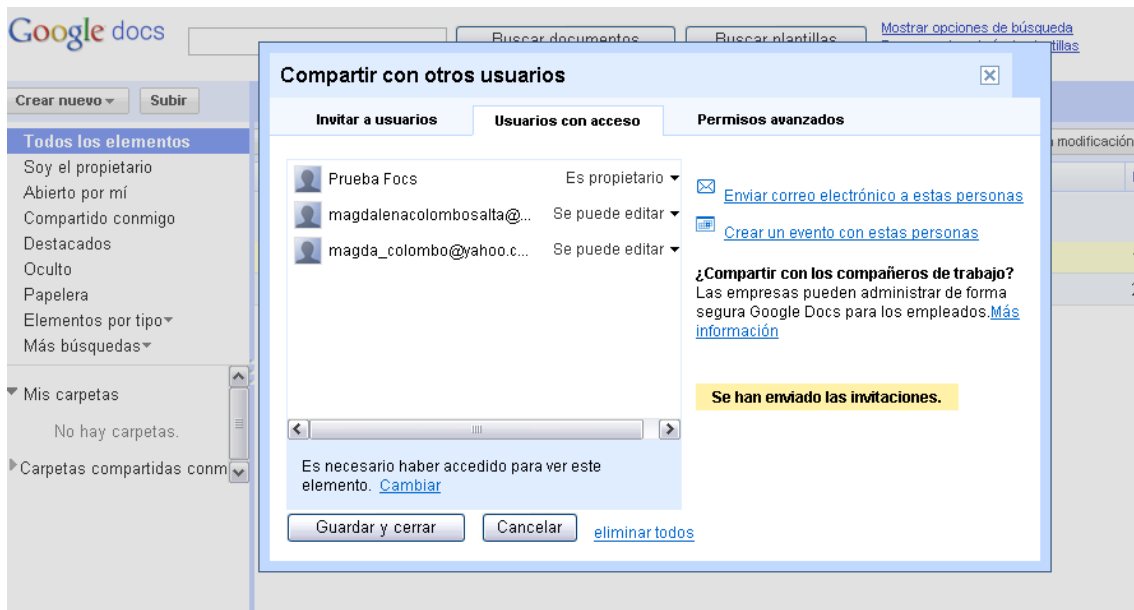 Google docs
Buscar documentos
Buscar plantillas
Mostrar opciones de búsqueda
Compartir con otros usuarios
Crear nuevo
Subir
Invitar a usuarios
Usuarios con acceso
Permisos avanzados
Todos los elementos
modificación
Soy el propietario
Abierto por mí
Compartido conmigo
Destacados
Oculto
Papelera
Elementos por tipo
Más búsquedas
Mis carpetas
No hay carpetas.
Carpetas compartidas conm
Prueba Focs Es propietario
magdalenacolombosalta@... Se puede editar
magda_colombo@yahoo.c... Se puede editar
Enviar correo electrónico a estas personas
Crear un evento con estas personas
¿Compartir con los compañeros de trabajo?
Las empresas pueden administrar de forma
segura Google Docs para los empleados.Más
información
Se han enviado las invitaciones.
Es necesario haber accedido para ver este
elemento. Cambiar
Guardar y cerrar
Cancelar
eliminar todos